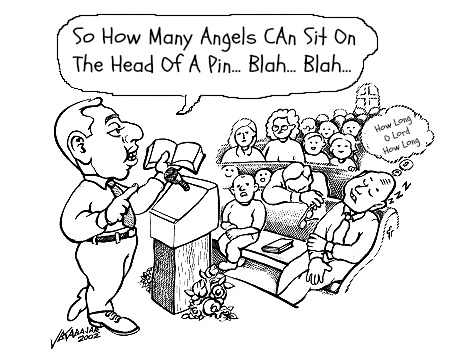 So How Many Angels CAn Sit On
The Head Of A Pin... Blah... Blah...
How Long
O Lord
How Long
zzz
2002